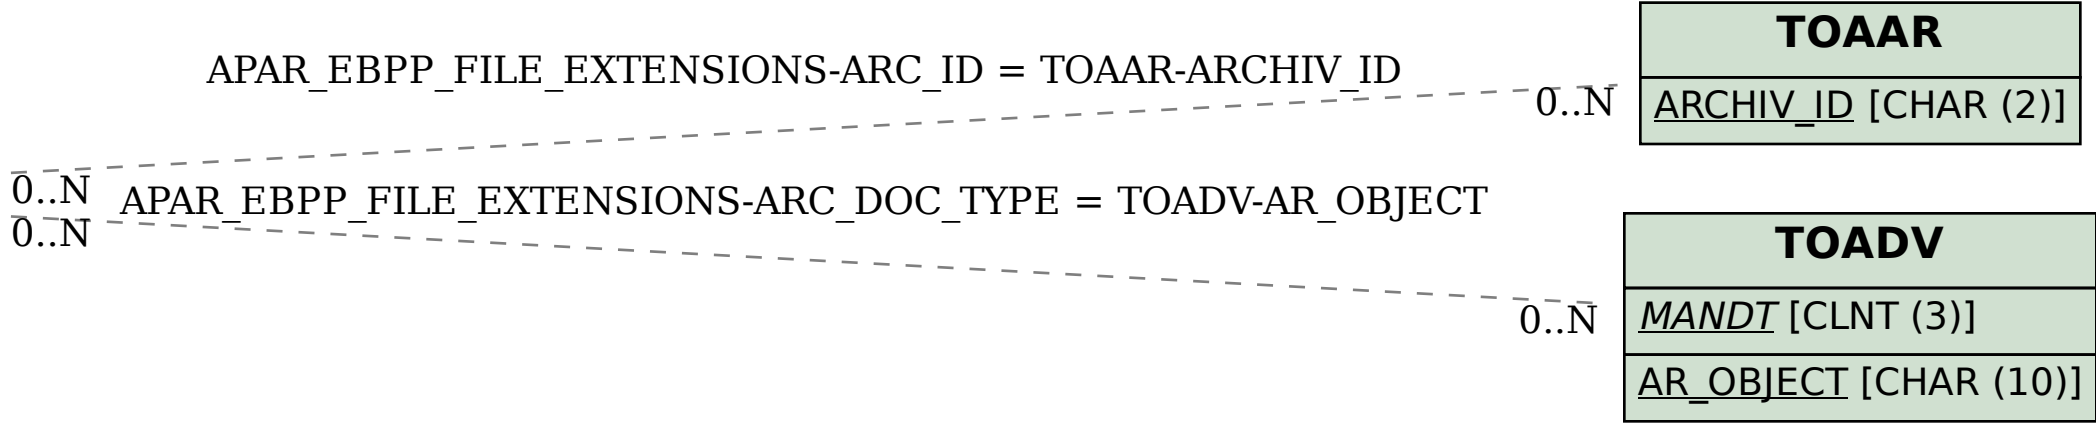 TOAAR
APAR_EBPP_FILE_EXTENSIONS-ARC_ID = TOAAR-ARCHIV_ID
0..N
ARCHIV_ID [CHAR (2)]
0..N
APAR_EBPP_FILE_EXTENSIONS-ARC_DOC_TYPE = TOADV-AR_OBJECT
0..N
TOADV
0..N
MANDT [CLNT (3)]
AR_OBJECT [CHAR (10)]